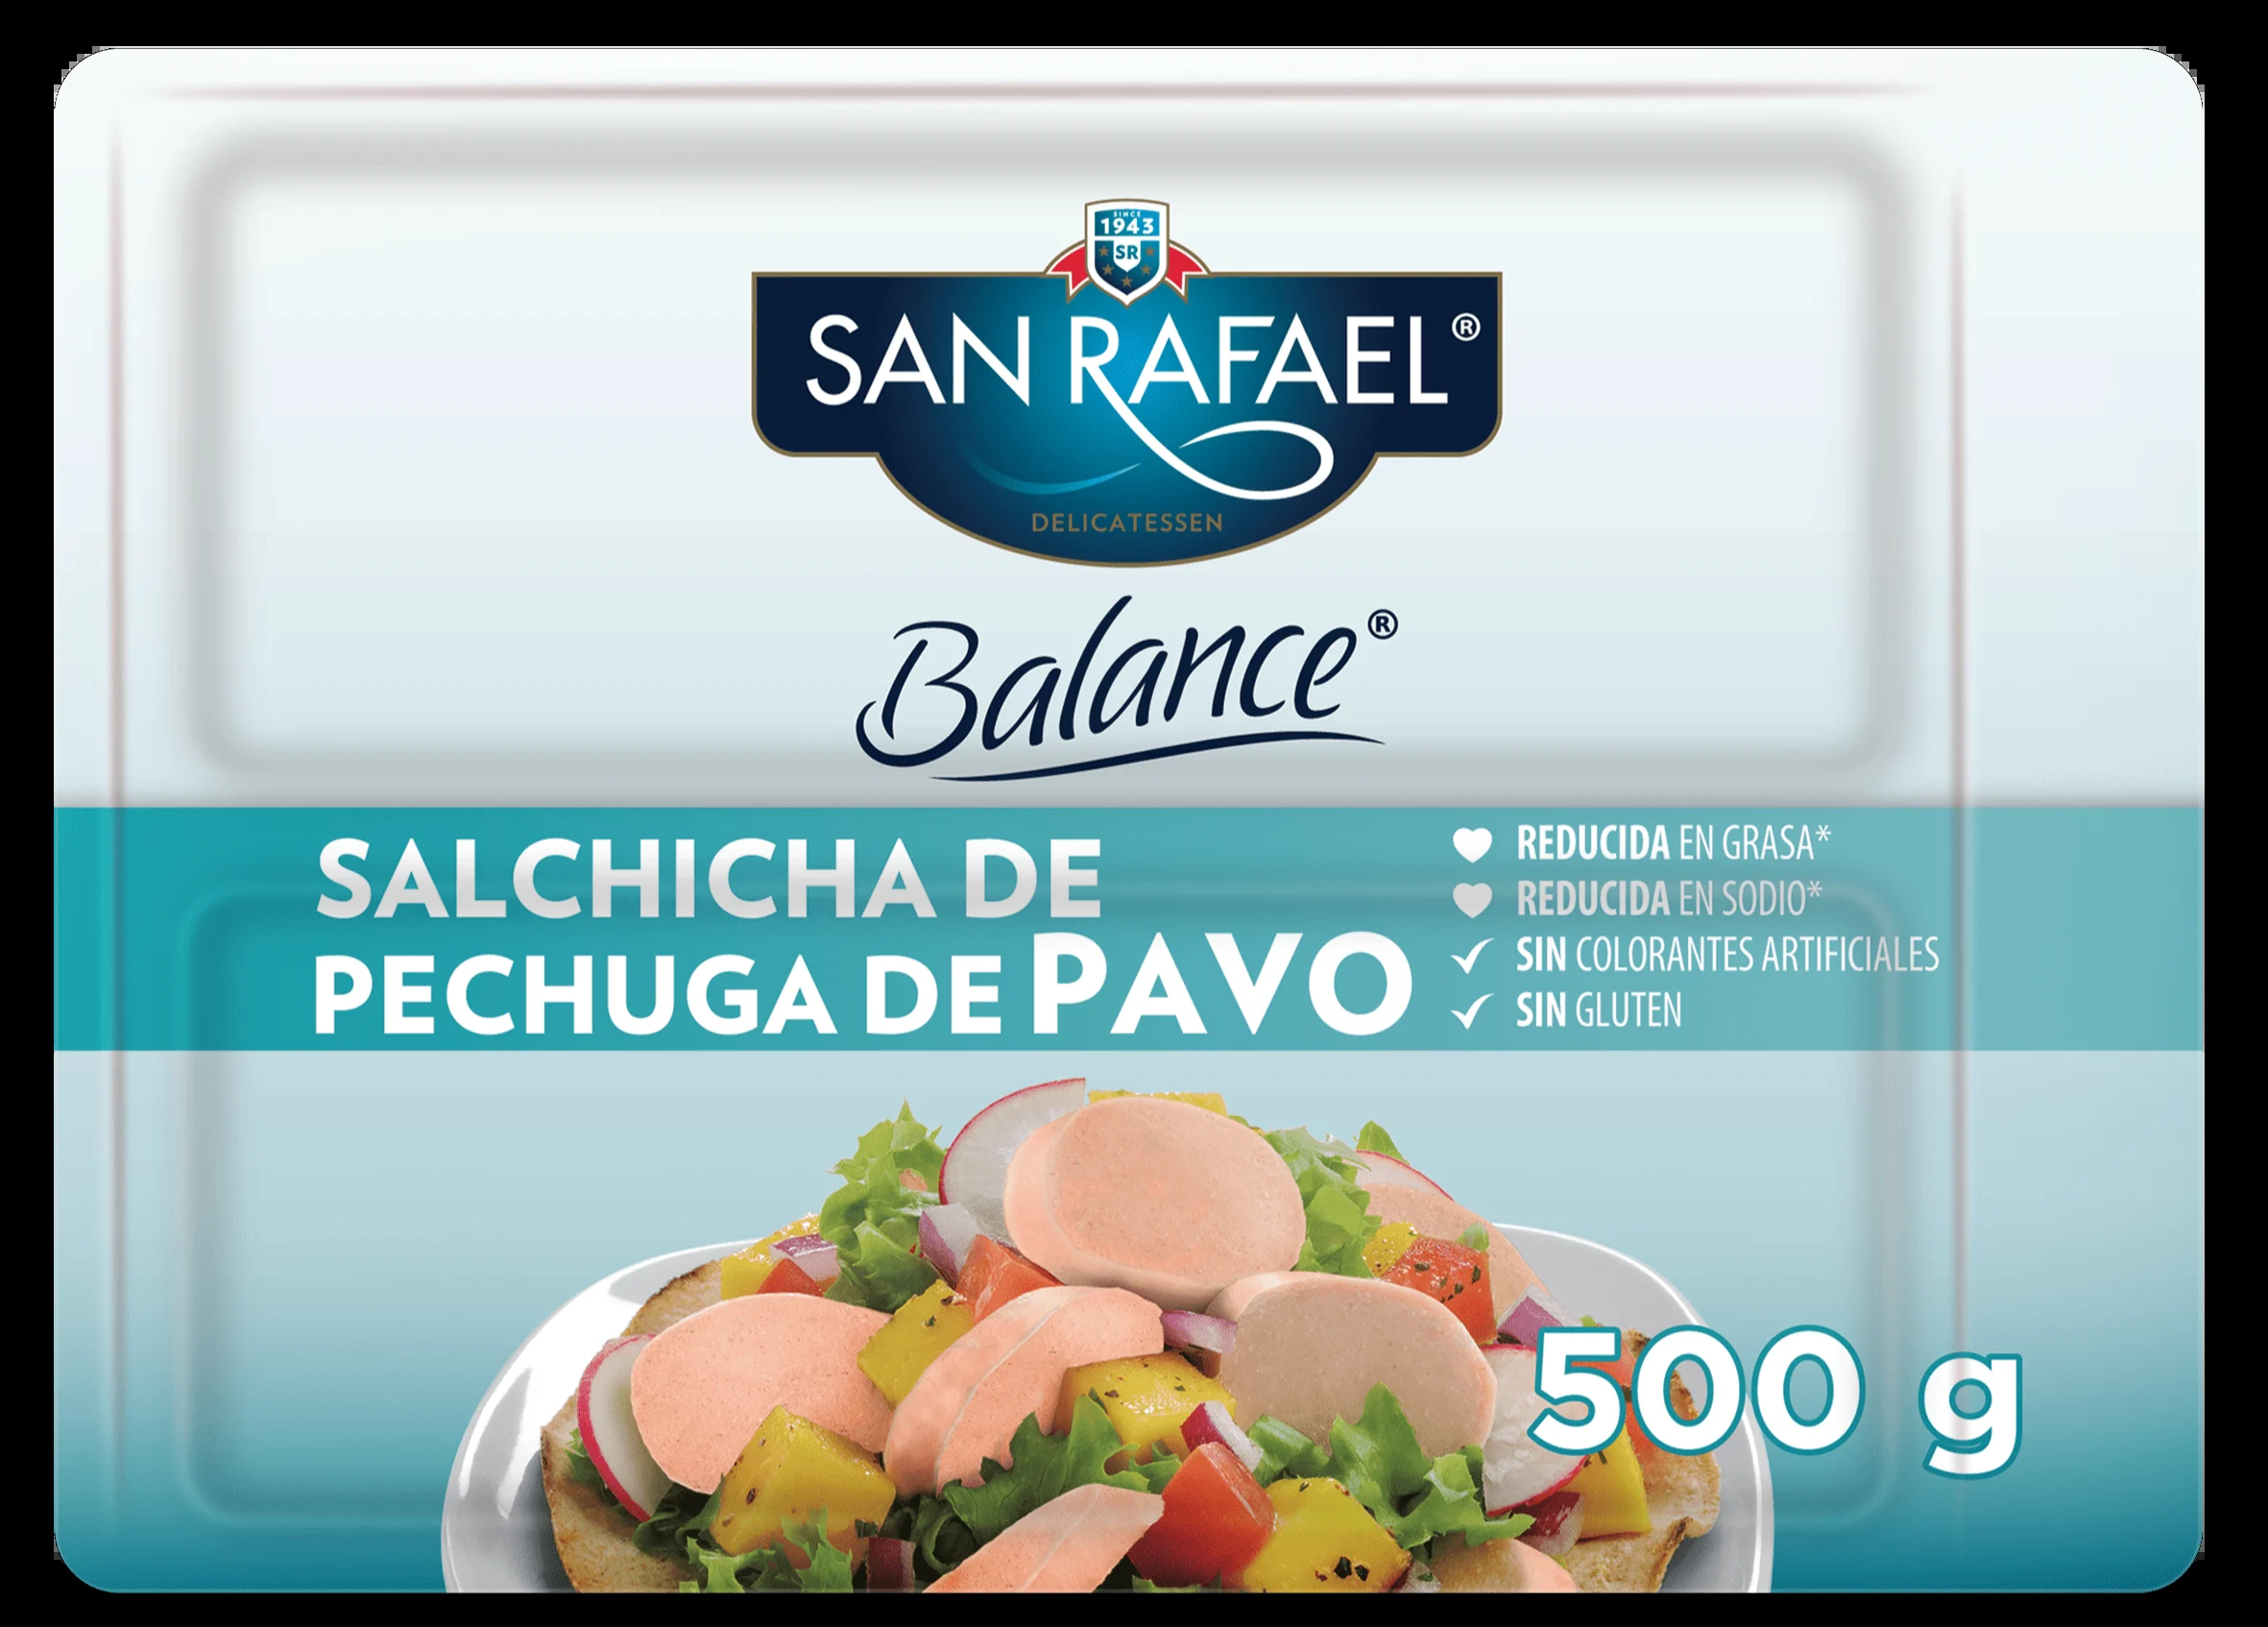 SINCE
1943
SR
SAN RAFAEL®
DELICATESSEN
Balance®
SALCHICHA DE
PECHUGA DE PAVO
REDUCIDA EN GRASA*
REDUCIDA EN SODIO*
SIN COLORANTES ARTIFICIALES
SIN GLUTEN
500 g